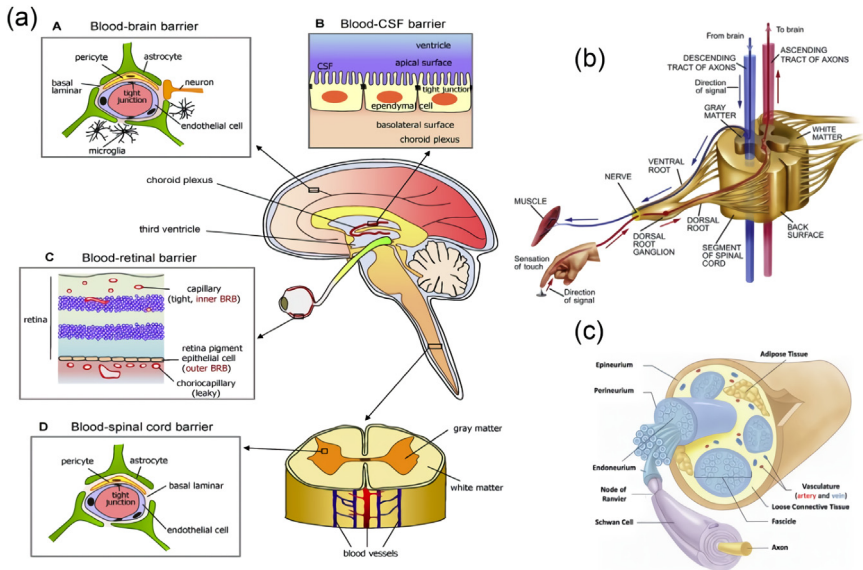 (a)
A Blood-brain barrier
pericyte
astrocyte
basal
laminar
tight
junction
neuron
endothelial cell
microglia
B Blood-CSF barrier
ventricle
CSF
apical surface
tight junction
ependymal cell
basolateral surface
choroid plexus
choroid plexus
third ventricle
C Blood-retinal barrier
capillary
(tight, inner BRB)
retina
retina pigment
epithelial cell
(outer BRB)
choriocapillary
(leaky)
D Blood-spinal cord barrier
pericyte
astrocyte
basal laminar
tight
junction
endothelial cell
gray matter
white matter
blood vessels
(b)
From brain
To brain
DESCENDING
TRACT OF AXONS
ASCENDING
TRACT OF AXONS
Direction
of signal
GRAY
MATTER
WHITE
MATTER
VENTRAL
ROOT
NERVE
MUSCLE
DORSAL
ROOT
DORSAL
ROOT
GANGLION
BACK
SURFACE
SEGMENT
OF SPINAL
CORD
Sensation
of touch
Direction
of signal
(c)
Epineurium
Adipose Tissue
Perineurium
Endoneurium
Node of
Ranvier
Schwan Cell
Vasculature
(artery and vein)
Loose Connective Tissue
Fascicle
Axon